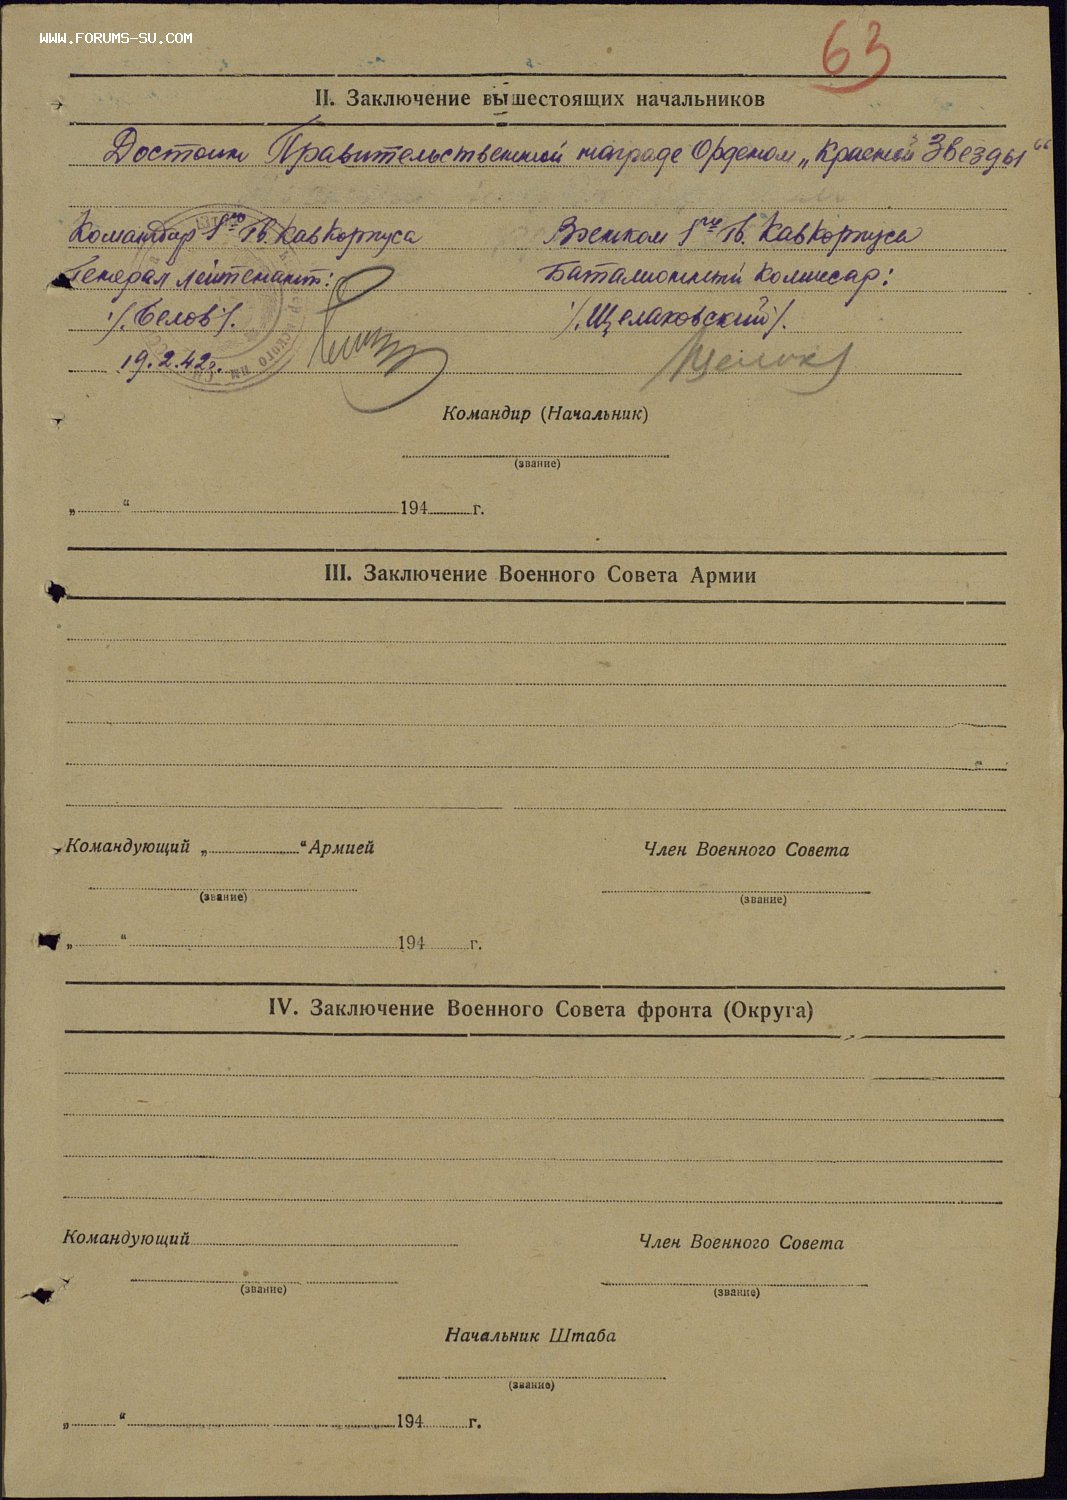 WWW.FORUMS-SU.COM
63
II. Заключение вышестоящих начальников
Достоин Правительственной награде Орденом „Красной Звезды“
Командир 1го Гв. КавКорпуса
Военком 1го Гв. КавКорпуса
Генерал лейтенант:
Баталионный комиссар:
/.Белов/.
/.Щелаковский/.
19.2.42г.
Командир (Начальник)
(звание)
„ “ 194 г.
III. Заключение Военного Совета Армии
Командующий „ “ Армией
Член Военного Совета
(звание)
(звание)
„ “ 194 г.
IV. Заключение Военного Совета фронта (Округа)
Командующий
Член Военного Совета
(звание)
(звание)
Начальник Штаба
(звание)
„ “ 194 г.